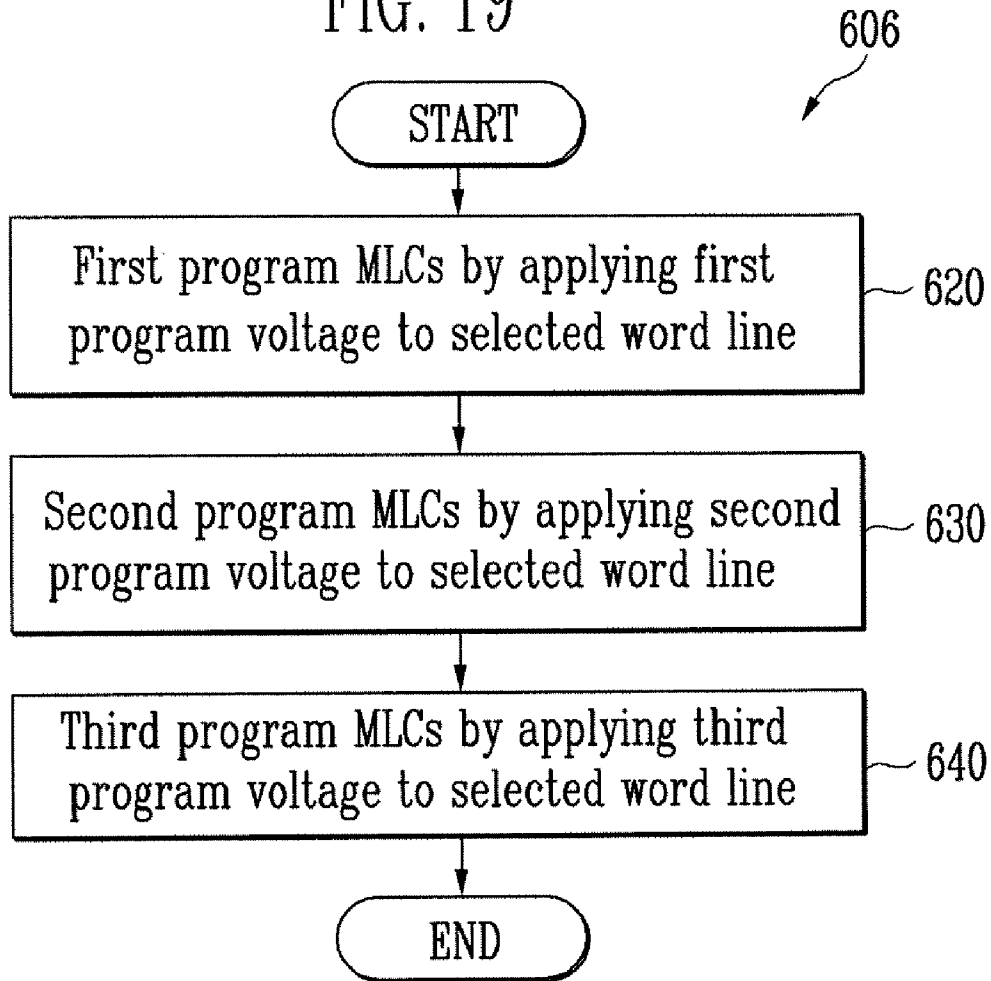 FIG. 19
606
START
First program MLCs by applying first
program voltage to selected word line
620
Second program MLCs by applying second
program voltage to selected word line
630
Third program MLCs by applying third
program voltage to selected word line
640
END